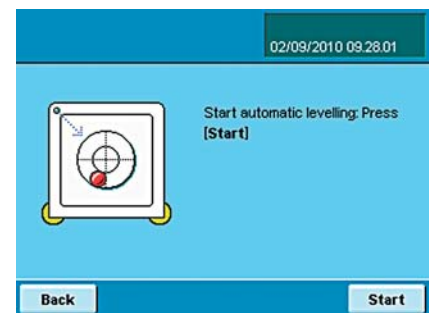 02/09/2010 09.28.01
Start automatic levelling: Press
[Start]
Back
Start